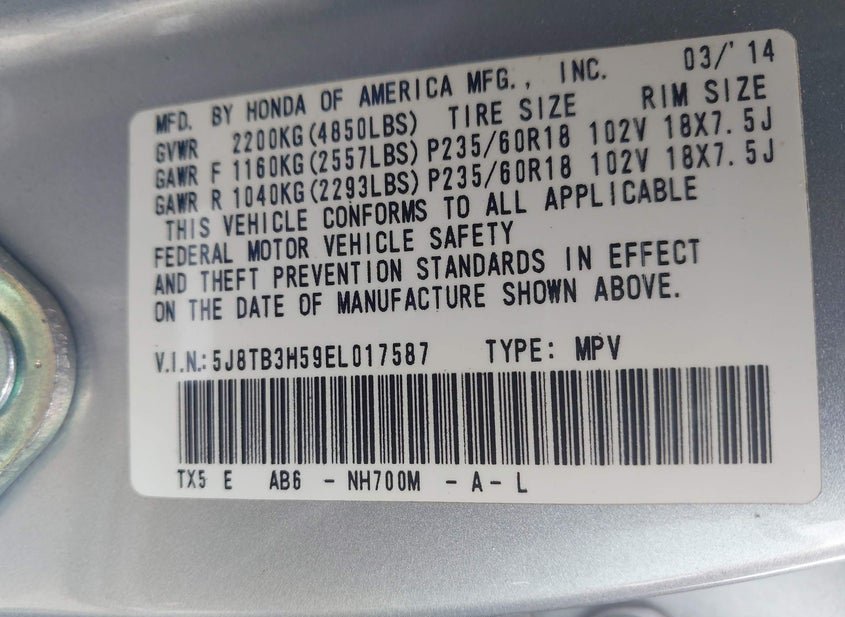 MFD. BY HONDA OF AMERICA MFG., INC. 03/'14
GVWR 2200KG(4850LBS) TIRE SIZE RIM SIZE
GAWR F 1160KG(2557LBS) P235/60R18 102V 18X7.5J
GAWR R 1040KG(2293LBS) P235/60R18 102V 18X7.5J
THIS VEHICLE CONFORMS TO ALL APPLICABLE
FEDERAL MOTOR VEHICLE SAFETY
AND THEFT PREVENTION STANDARDS IN EFFECT
ON THE DATE OF MANUFACTURE SHOWN ABOVE.
V.I.N.: 5J8TB3H59EL017587 TYPE: MPV
TX5 E AB6 - NH700M - A - L